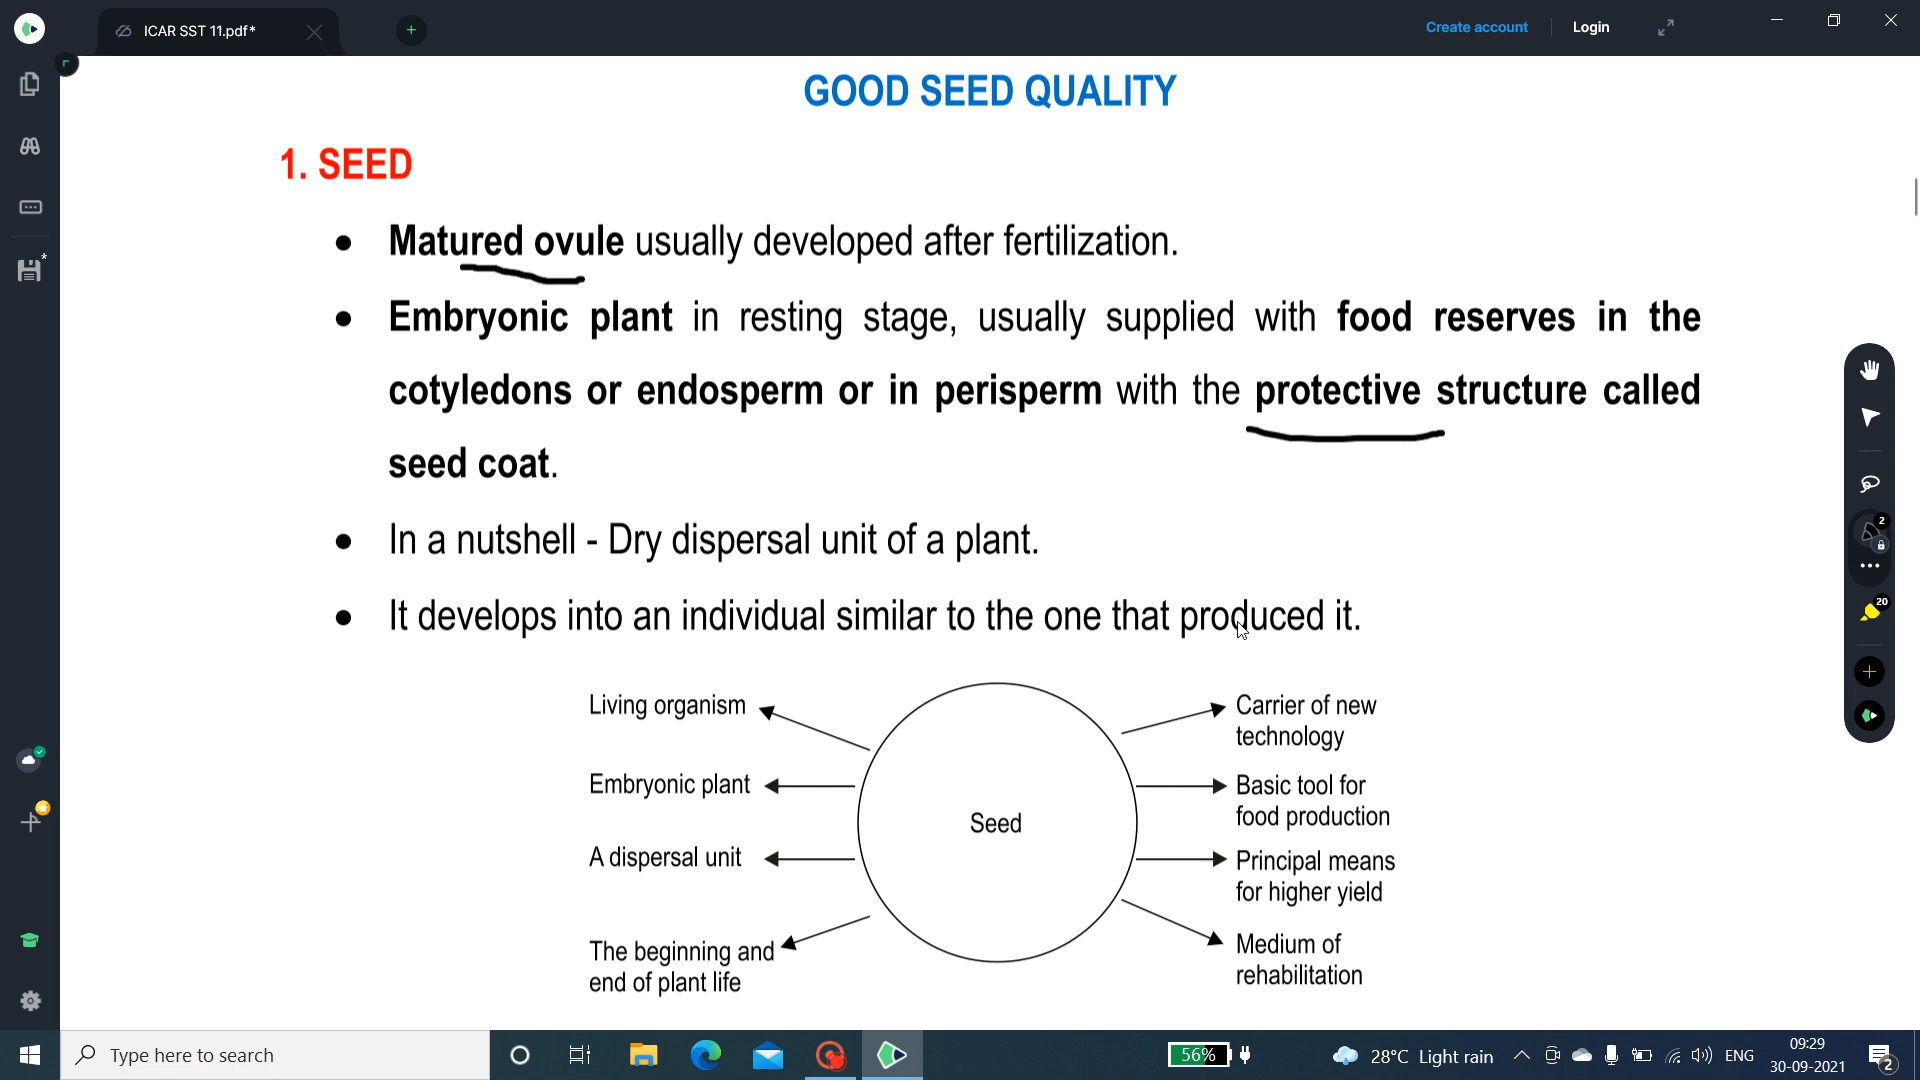 ICAR SST 11.pdf*
Create account
Login
GOOD SEED QUALITY
1. SEED
● Matured ovule usually developed after fertilization.
● Embryonic plant in resting stage, usually supplied with food reserves in the
cotyledons or endosperm or in perisperm with the protective structure called
seed coat.
● In a nutshell - Dry dispersal unit of a plant.
● It develops into an individual similar to the one that produced it.
Living organism
Embryonic plant
A dispersal unit
The beginning and
end of plant life
Seed
Carrier of new
technology
Basic tool for
food production
Principal means
for higher yield
Medium of
rehabilitation
2
20
Type here to search
56%
28°C Light rain
ENG
09:29
30-09-2021
2